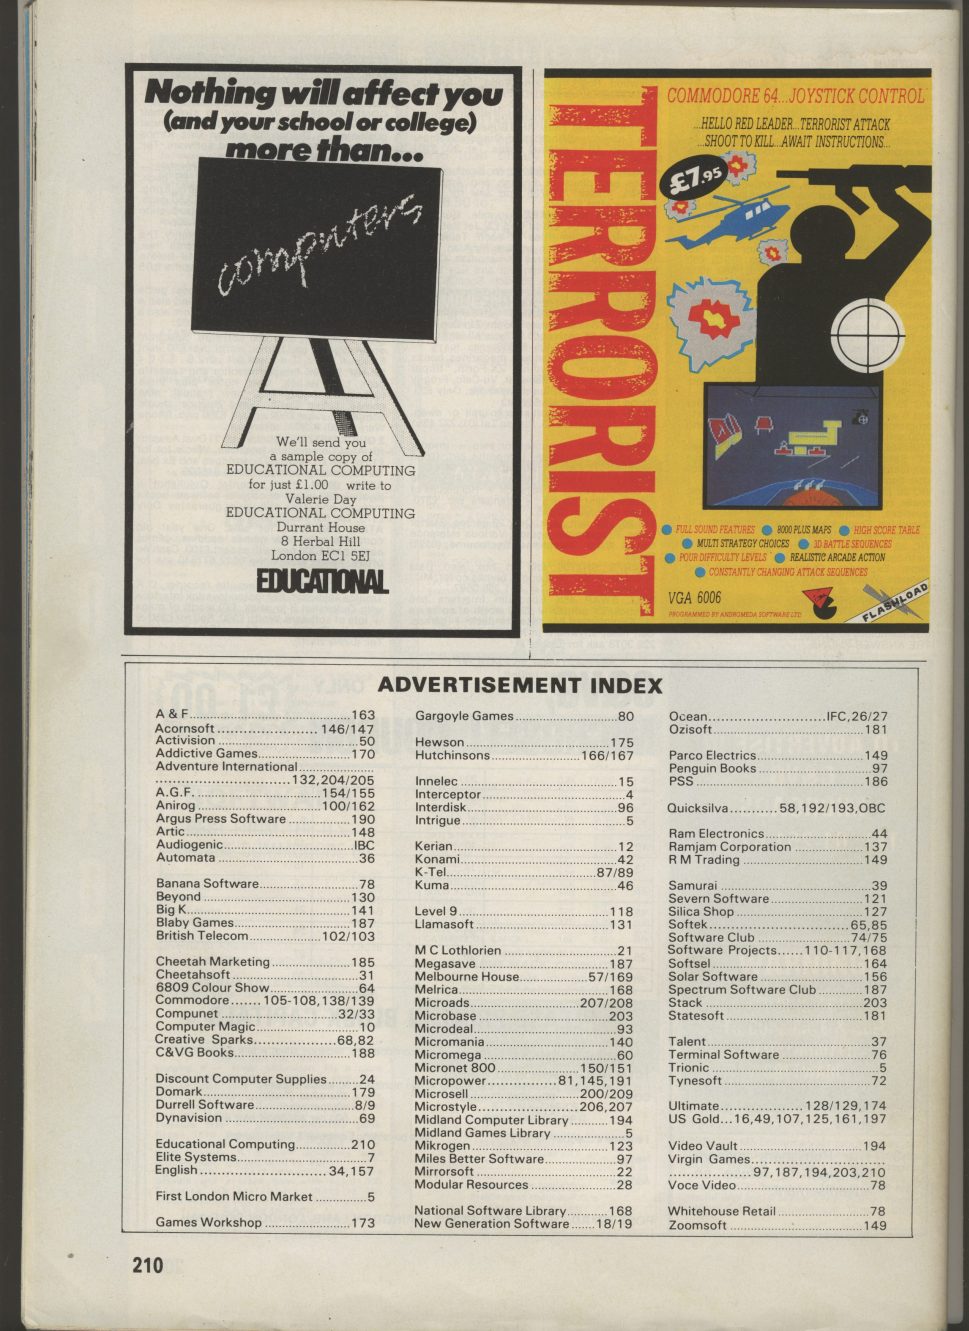 Nothing will affect you
(and your school or college)
more than...
computers
We'll send you
a sample copy of
EDUCATIONAL COMPUTING
for just £1.00 write to
Valerie Day
EDUCATIONAL COMPUTING
Durrant House
8 Herbal Hill
London EC1 5EJ
EDUCATIONAL
TERRORIST
COMMODORE 64...JOYSTICK CONTROL
...HELLO RED LEADER...TERRORIST ATTACK
...SHOOT TO KILL...AWAIT INSTRUCTIONS...
£7.95
FULL SOUND FEATURES 8000 PLUS MAPS HIGH SCORE TABLE
MULTI STRATEGY CHOICES 3D BATTLE SEQUENCES
FOUR DIFFICULTY LEVELS REALISTIC ARCADE ACTION
CONSTANTLY CHANGING ATTACK SEQUENCES
VGA 6006
PROGRAMMED BY ANDROMEDA SOFTWARE LTD
FLASHLOAD
ADVERTISEMENT INDEX
A & F...163
Acornsoft...146/147
Activision...50
Addictive Games...170
Adventure International...
...132,204/205
A.G.F....154/155
Anirog...100/162
Argus Press Software...190
Artic...148
Audiogenic...IBC
Automata...36
Banana Software...78
Beyond...130
Big K...141
Blaby Games...187
British Telecom...102/103
Cheetah Marketing...185
Cheetahsoft...31
6809 Colour Show...64
Commodore...105-108,138/139
Compunet...32/33
Computer Magic...10
Creative Sparks...68,82
C&VG Books...188
Discount Computer Supplies...24
Domark...179
Durrell Software...8/9
Dynavision...69
Educational Computing...210
Elite Systems...7
English...34,157
First London Micro Market...5
Games Workshop...173
Gargoyle Games...80
Hewson...175
Hutchinsons...166/167
Innelec...15
Interceptor...4
Interdisk...96
Intrigue...5
Kerian...12
Konami...42
K-Tel...87/89
Kuma...46
Level 9...118
Llamasoft...131
M C Lothlorien...21
Megasave...187
Melbourne House...57/169
Melrica...168
Microads...207/208
Microbase...203
Microdeal...93
Micromania...140
Micromega...60
Micronet 800...150/151
Micropower...81,145,191
Microsell...200/209
Microstyle...206,207
Midland Computer Library...194
Midland Games Library...5
Mikrogen...123
Miles Better Software...97
Mirrorsoft...22
Modular Resources...28
National Software Library...168
New Generation Software...18/19
Ocean...IFC,26/27
Ozisoft...181
Parco Electrics...149
Penguin Books...97
PSS...186
Quicksilva...58,192/193,OBC
Ram Electronics...44
Ramjam Corporation...137
R M Trading...149
Samurai...39
Severn Software...121
Silica Shop...127
Softek...65,85
Software Club...74/75
Software Projects...110-117,168
Softsel...164
Solar Software...156
Spectrum Software Club...187
Stack...203
Statesoft...181
Talent...37
Terminal Software...76
Trionic...5
Tynesoft...72
Ultimate...128/129,174
US Gold...16,49,107,125,161,197
Video Vault...194
Virgin Games...
...97,187,194,203,210
Voce Video...78
Whitehouse Retail...78
Zoomsoft...149
210